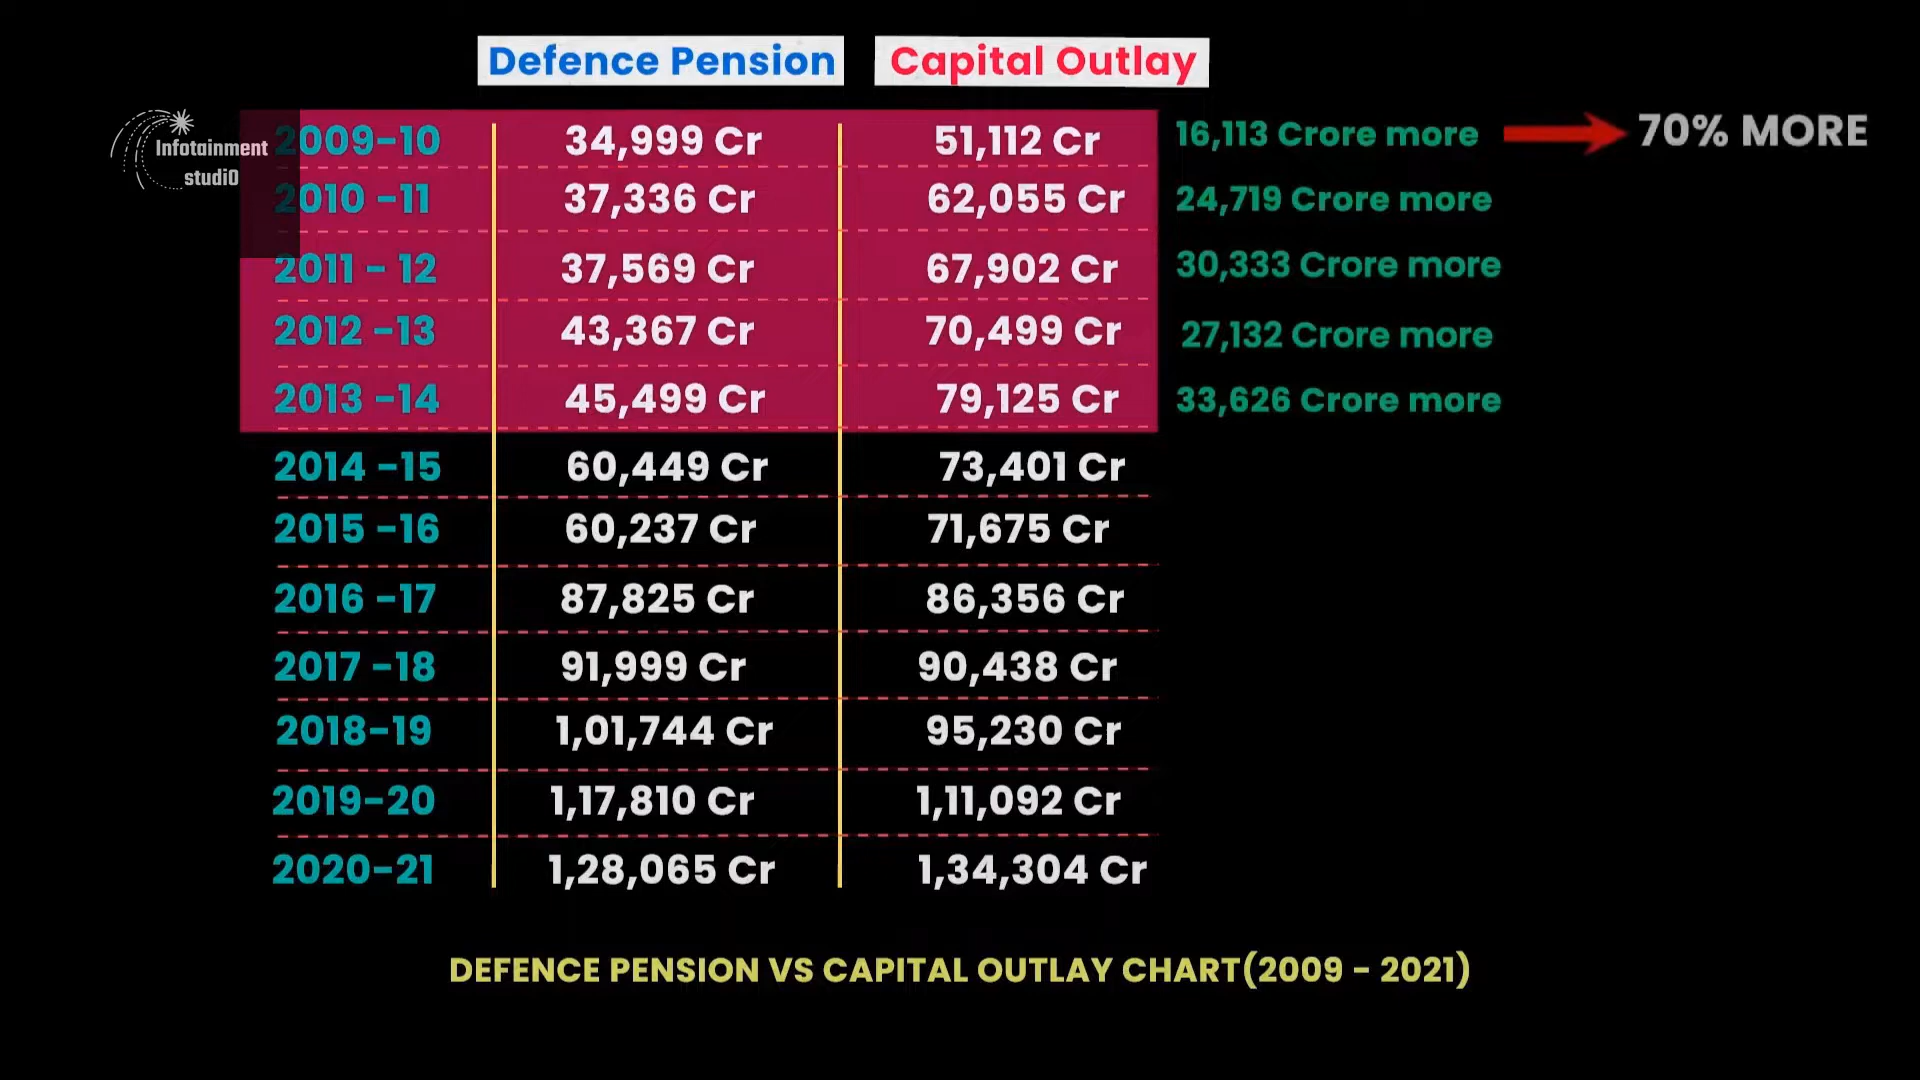 Defence Pension Capital Outlay
Infotainment
studiO
2009-10 34,999 Cr 51,112 Cr 16,113 Crore more 70% MORE
2010 -11 37,336 Cr 62,055 Cr 24,719 Crore more
2011 - 12 37,569 Cr 67,902 Cr 30,333 Crore more
2012 -13 43,367 Cr 70,499 Cr 27,132 Crore more
2013 -14 45,499 Cr 79,125 Cr 33,626 Crore more
2014 -15 60,449 Cr 73,401 Cr
2015 -16 60,237 Cr 71,675 Cr
2016 -17 87,825 Cr 86,356 Cr
2017 -18 91,999 Cr 90,438 Cr
2018-19 1,01,744 Cr 95,230 Cr
2019-20 1,17,810 Cr 1,11,092 Cr
2020-21 1,28,065 Cr 1,34,304 Cr
DEFENCE PENSION VS CAPITAL OUTLAY CHART(2009 - 2021)